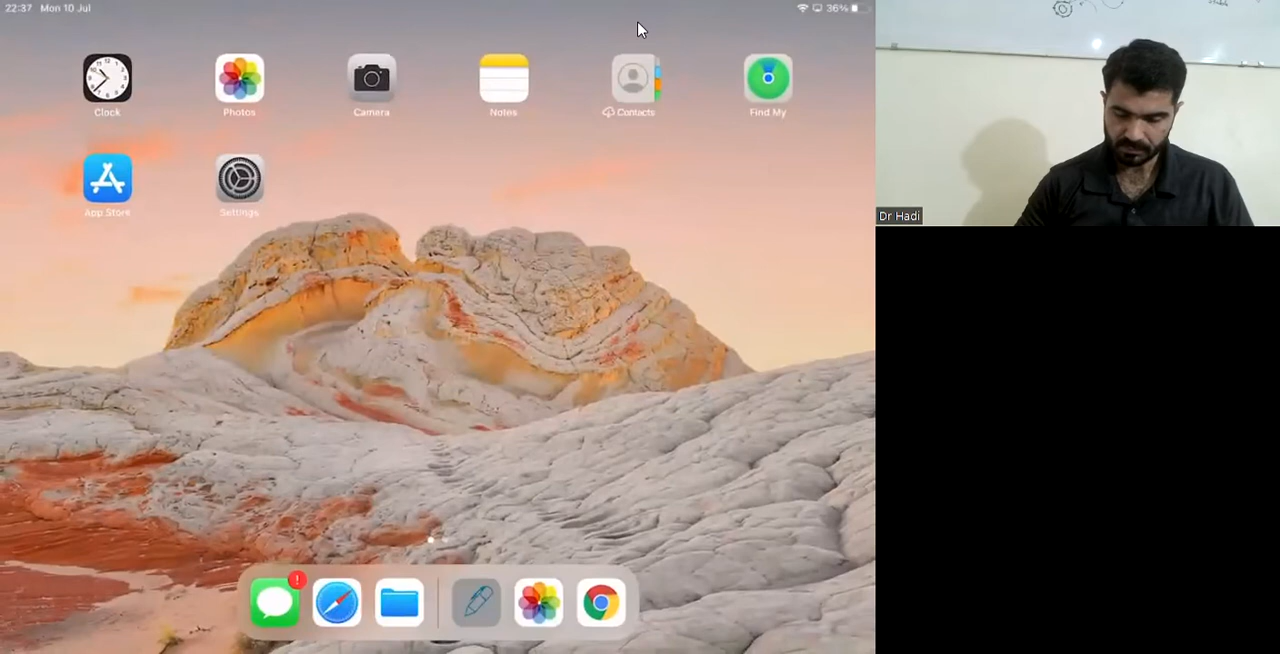 22:37 Mon 10 Jul
36%
Clock
Photos
Camera
Notes
Contacts
Find My
App Store
Settings
!
Dr Hadi